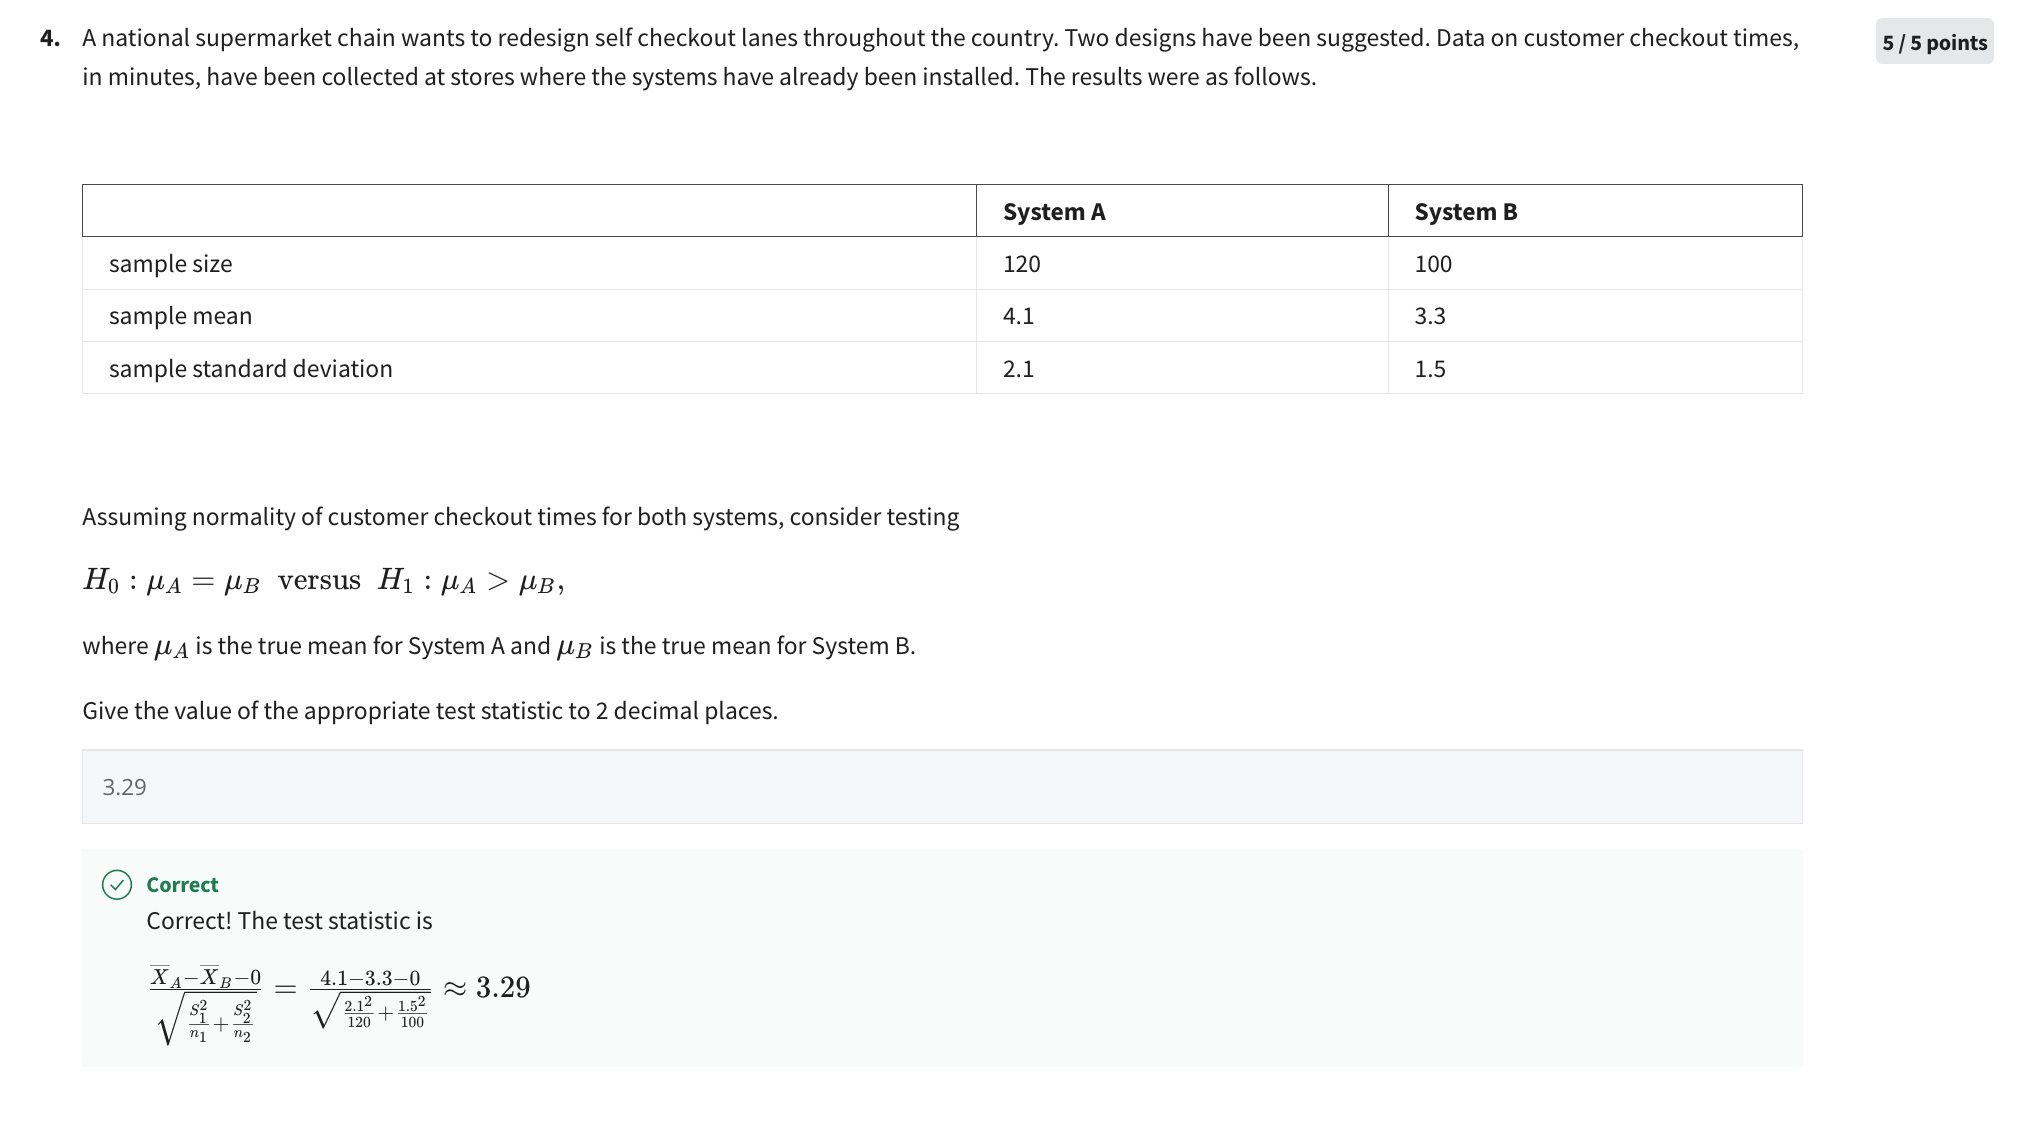 4. A national supermarket chain wants to redesign self checkout lanes throughout the country. Two designs have been suggested. Data on customer checkout times,
5 / 5 points
in minutes, have been collected at stores where the systems have already been installed. The results were as follows.
System A System B
sample size 120 100
sample mean 4.1 3.3
sample standard deviation 2.1 1.5
Assuming normality of customer checkout times for both systems, consider testing
$H_0 : \mu_A = \mu_B \text{ versus } H_1 : \mu_A > \mu_B,$
where $\mu_A$ is the true mean for System A and $\mu_B$ is the true mean for System B.
Give the value of the appropriate test statistic to 2 decimal places.
3.29
Correct
Correct! The test statistic is
$\frac{\overline{X}_A - \overline{X}_B - 0}{\sqrt{\frac{S_1^2}{n_1} + \frac{S_2^2}{n_2}}} = \frac{4.1 - 3.3 - 0}{\sqrt{\frac{2.1^2}{120} + \frac{1.5^2}{100}}} \approx 3.29$